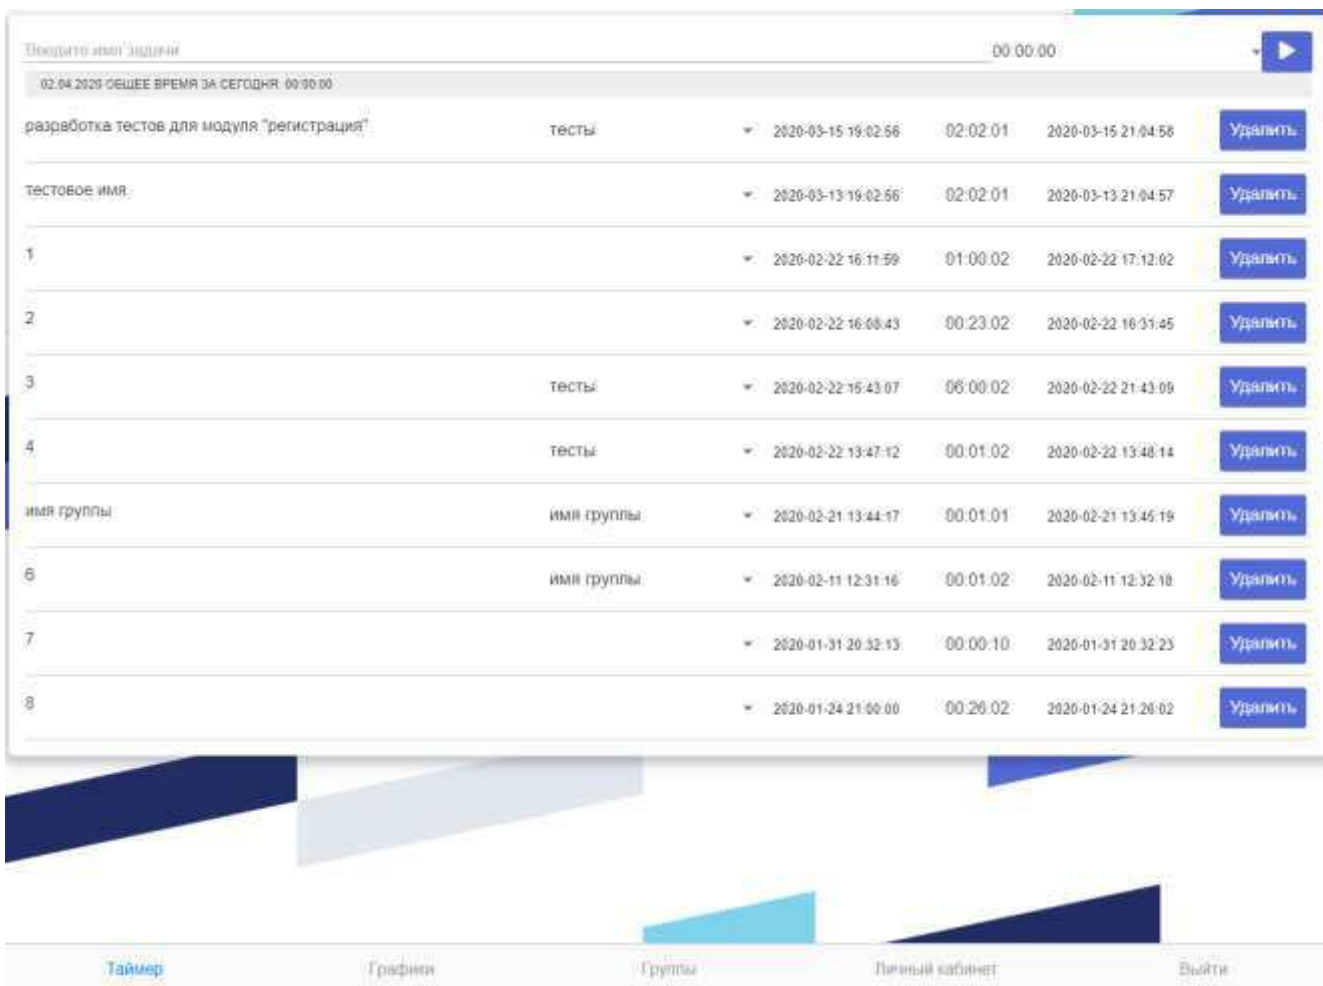 Введите имя задачи 00:00:00
02.04.2020 ОБЩЕЕ ВРЕМЯ ЗА СЕГОДНЯ: 00:00:00
разработка тестов для модуля "регистрация" тесты 2020-03-15 19:02:56 02:02:01 2020-03-15 21:04:58 Удалить
тестовое имя 2020-03-13 19:02:56 02:02:01 2020-03-13 21:04:57 Удалить
1 2020-02-22 16:11:59 01:00:02 2020-02-22 17:12:02 Удалить
2 2020-02-22 16:08:43 00:23:02 2020-02-22 16:31:45 Удалить
3 тесты 2020-02-22 15:43:07 06:00:02 2020-02-22 21:43:09 Удалить
4 тесты 2020-02-22 13:47:12 00:01:02 2020-02-22 13:48:14 Удалить
имя группы имя группы 2020-02-21 13:44:17 00:01:01 2020-02-21 13:45:19 Удалить
6 имя группы 2020-02-11 12:31:16 00:01:02 2020-02-11 12:32:18 Удалить
7 2020-01-31 20:32:13 00:00:10 2020-01-31 20:32:23 Удалить
8 2020-01-24 21:00:00 00:26:02 2020-01-24 21:26:02 Удалить
Таймер Графики Группы Личный кабинет Выйти